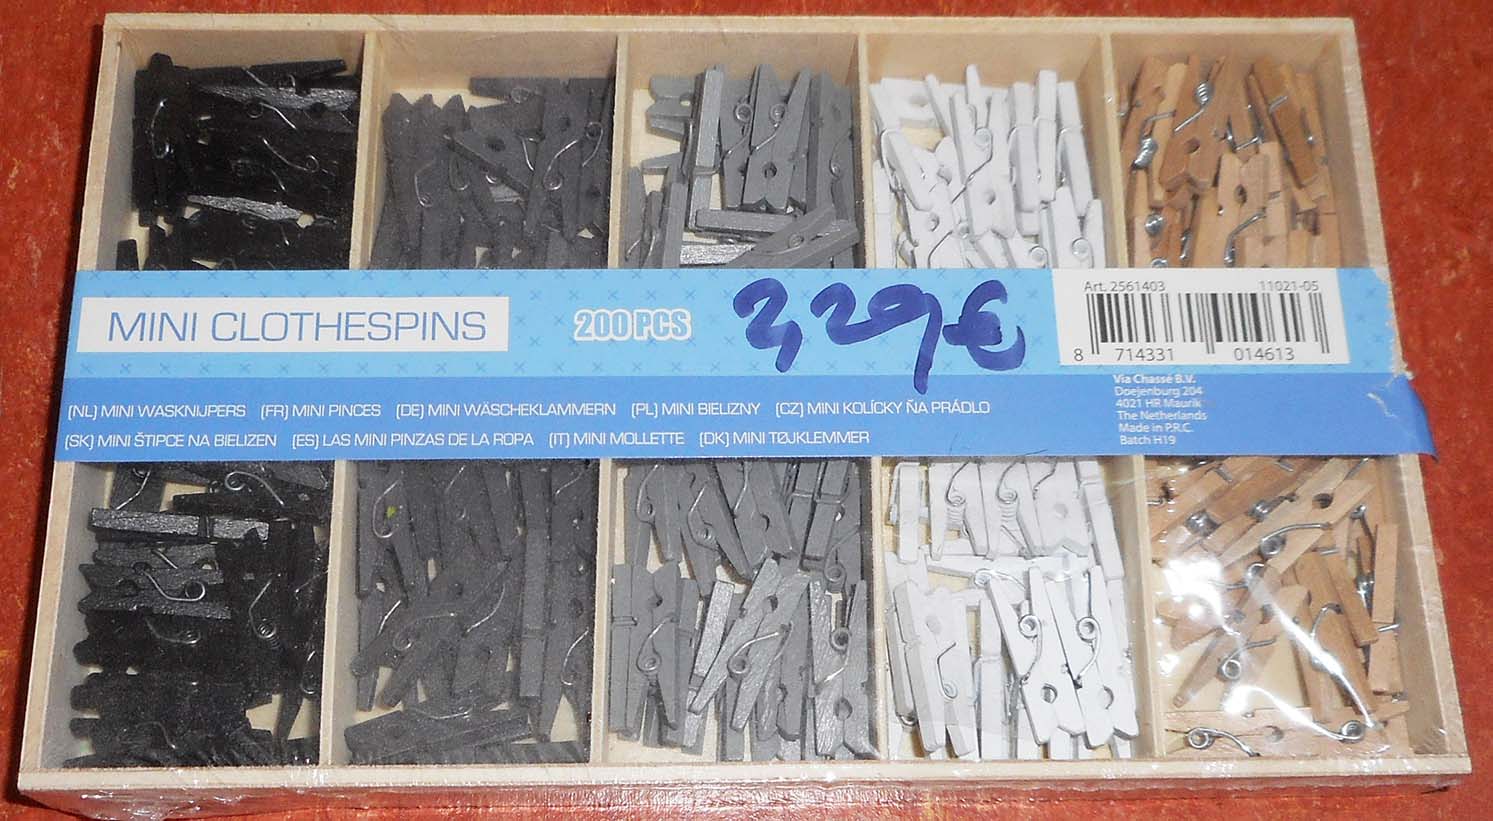 MINI CLOTHESPINS
200 PCS
2,29€
Art. 2561403 11021-05
8 714331 014613
Via Chassé B.V.
Doejenburg 204
4021 HR Maurik
The Netherlands
Made in P.R.C.
Batch H19
(NL) MINI WASKNIJPERS (FR) MINI PINCES (DE) MINI WÄSCHEKLAMMERN (PL) MINI BIELIZNY (CZ) MINI KOLÍCKY ŇA PRÁDLO
(SK) MINI ŠTIPCE NA BIELIZEN (ES) LAS MINI PINZAS DE LA ROPA (IT) MINI MOLLETTE (DK) MINI TØJKLEMMER